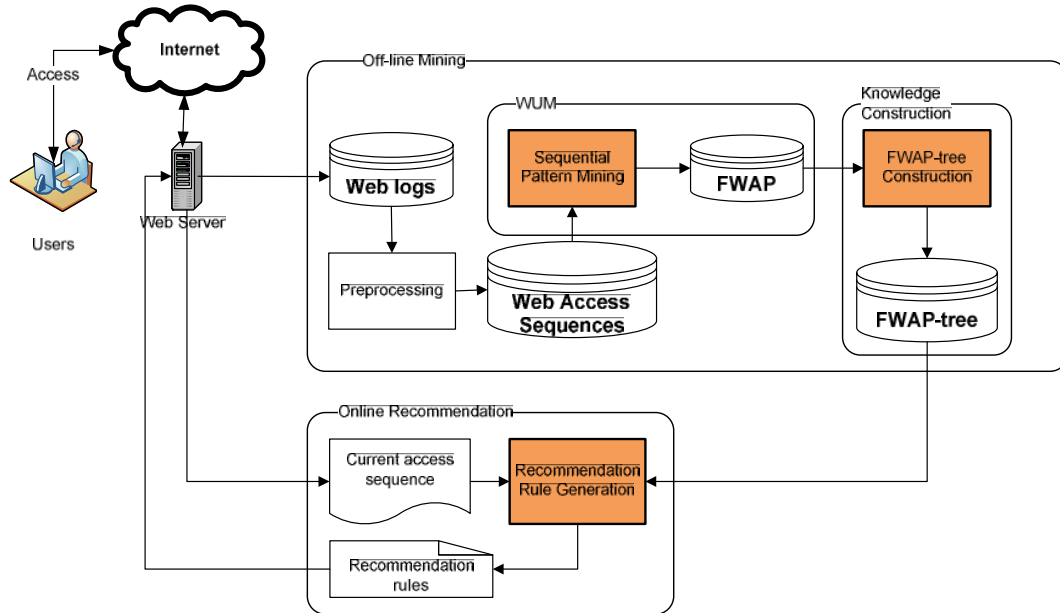 Internet
Access
Users
Web Server
Off-line Mining
Web logs
Preprocessing
WUM
Sequential
Pattern Mining
FWAP
Web Access
Sequences
Knowledge
Construction
FWAP-tree
Construction
FWAP-tree
Online Recommendation
Current access
sequence
Recommendation
Rule Generation
Recommendation
rules